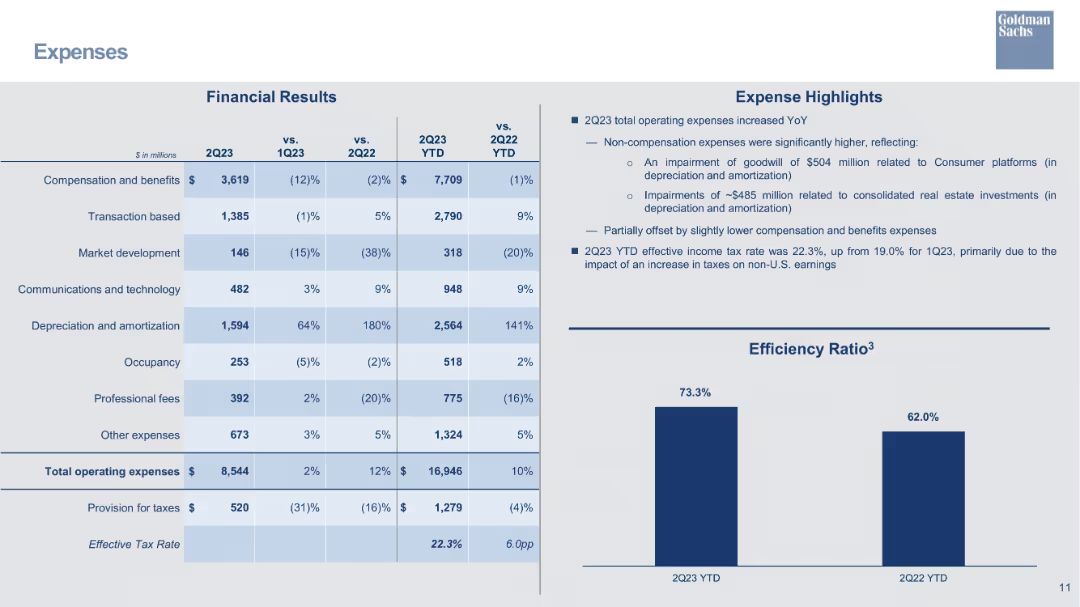 Goldman
Sachs
Expenses
Financial Results
$ in millions 2Q23 vs. 1Q23 vs. 2Q22 2Q23 YTD vs. 2Q22 YTD
Compensation and benefits $ 3,619 (12)% (2)% $ 7,709 (1)%
Transaction based 1,385 (1)% 5% 2,790 9%
Market development 146 (15)% (38)% 318 (20)%
Communications and technology 482 3% 9% 948 9%
Depreciation and amortization 1,594 64% 180% 2,564 141%
Occupancy 253 (5)% (2)% 518 2%
Professional fees 392 2% (20)% 775 (16)%
Other expenses 673 3% 5% 1,324 5%
Total operating expenses $ 8,544 2% 12% $ 16,946 10%
Provision for taxes $ 520 (31)% (16)% $ 1,279 (4)%
Effective Tax Rate 22.3% 6.0pp
Expense Highlights
■ 2Q23 total operating expenses increased YoY
— Non-compensation expenses were significantly higher, reflecting:
o An impairment of goodwill of $504 million related to Consumer platforms (in
depreciation and amortization)
o Impairments of ~$485 million related to consolidated real estate investments (in
depreciation and amortization)
— Partially offset by slightly lower compensation and benefits expenses
■ 2Q23 YTD effective income tax rate was 22.3%, up from 19.0% for 1Q23, primarily due to the
impact of an increase in taxes on non-U.S. earnings
Efficiency Ratio³
73.3%
62.0%
2Q23 YTD
2Q22 YTD
11